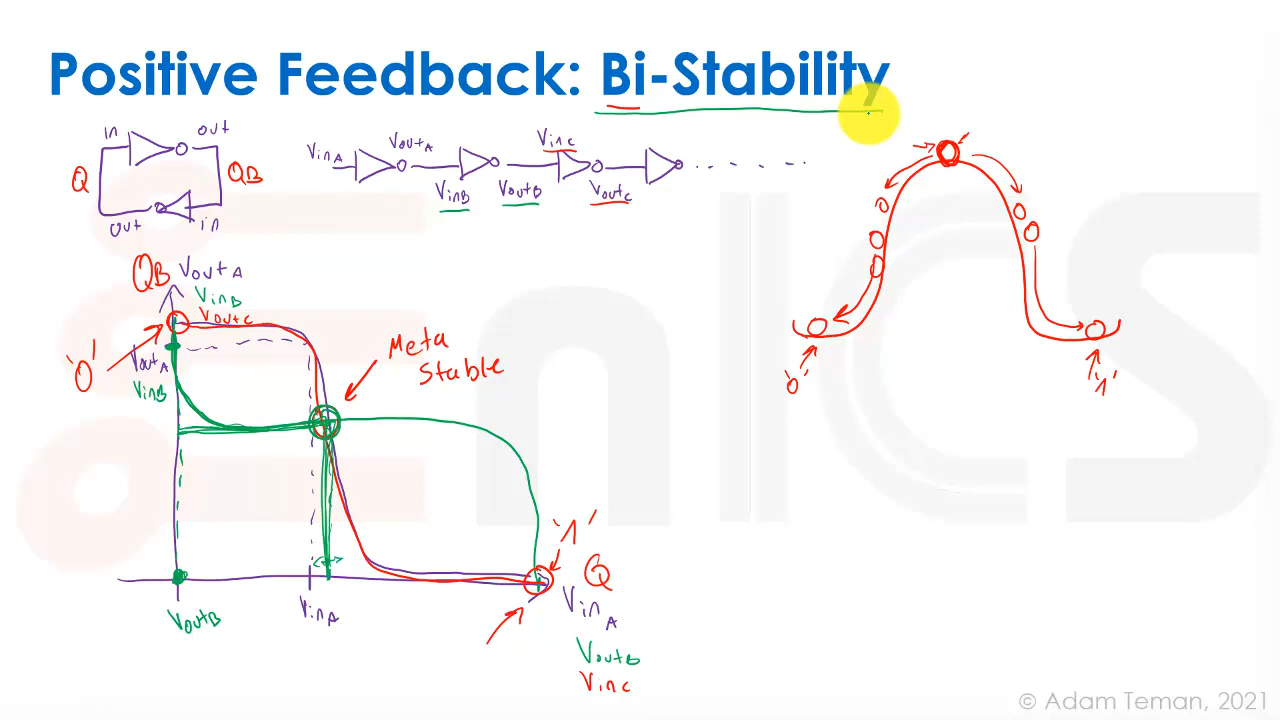 Positive Feedback: Bi-Stability
in
out
Q
QB
out
in
VinA
VoutA
VinB
VoutB
VinC
VoutC
QB VoutA
VinB
VoutC
'0'
VoutA
VinB
Meta
Stable
'0'
'1'
'1'
Q
VoutB
VinA
VinA
VoutB
VinC
enICS
© Adam Teman, 2021